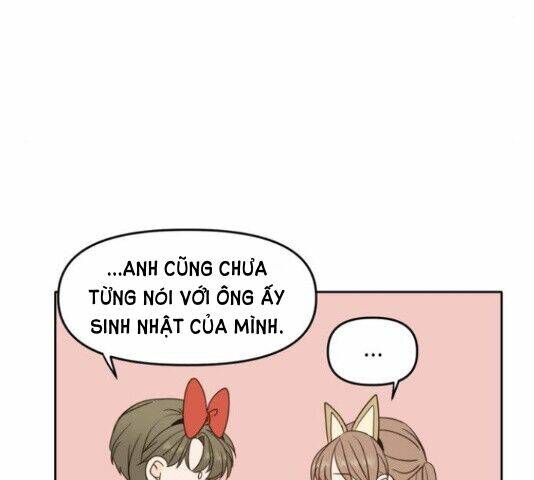 ...ANH CŨNG CHƯA
TỪNG NÓI VỚI ÔNG ẤY
SINH NHẬT CỦA MÌNH.
...